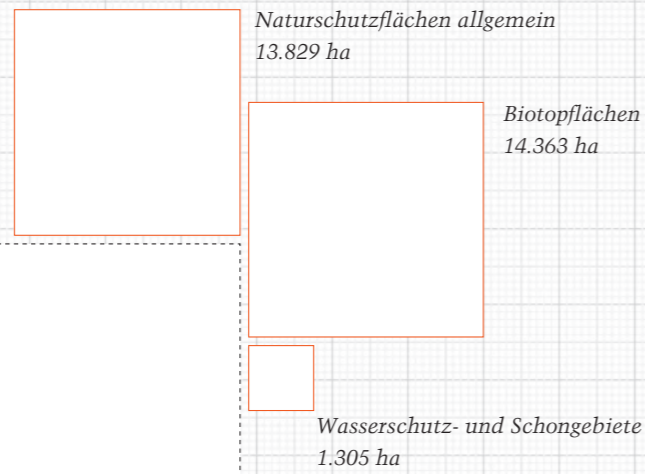 Naturschutzflächen allgemein
13.829 ha
Biotopflächen
14.363 ha
Wasserschutz- und Schongebiete
1.305 ha